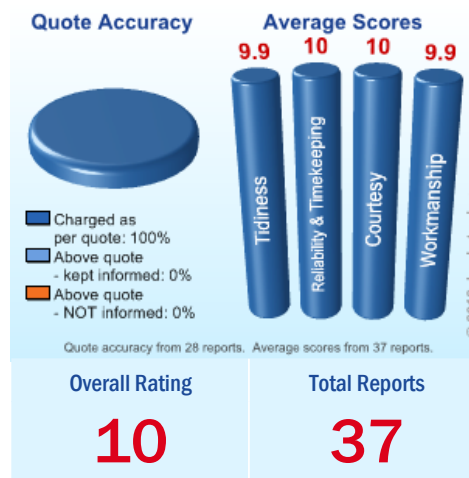 Quote Accuracy
Average Scores
9.9
10
10
9.9
Tidiness
Reliability & Timekeeping
Courtesy
Workmanship
Charged as
per quote: 100%
Above quote
- kept informed: 0%
Above quote
- NOT informed: 0%
Quote accuracy from 28 reports. Average scores from 37 reports.
Overall Rating
Total Reports
10
37